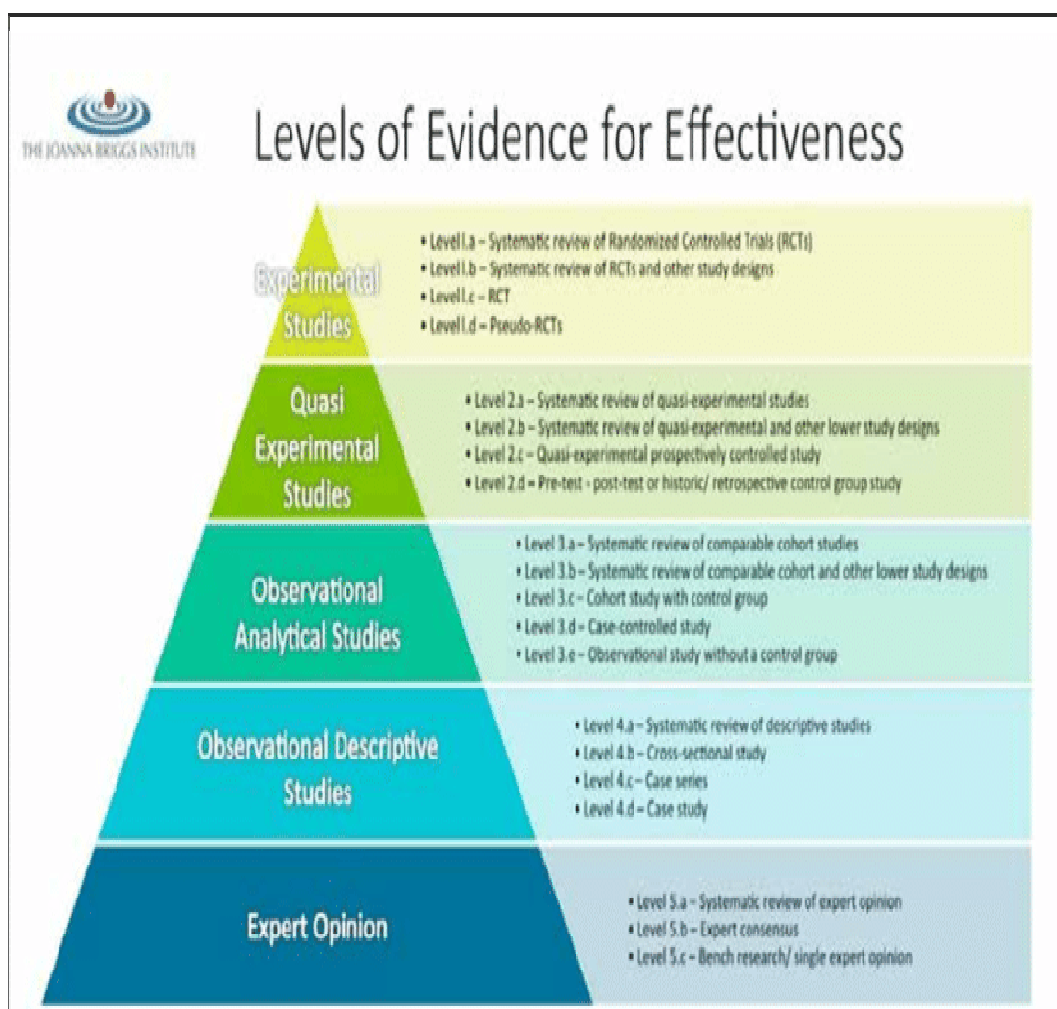 THE JOANNA BRIGGS INSTITUTE
Levels of Evidence for Effectiveness
Experimental
Studies
• Level1.a – Systematic review of Randomized Controlled Trials (RCTs)
• Level1.b – Systematic review of RCTs and other study designs
• Level1.c – RCT
• Level1.d – Pseudo-RCTs
Quasi
Experimental
Studies
• Level 2.a – Systematic review of quasi-experimental studies
• Level 2.b – Systematic review of quasi-experimental and other lower study designs
• Level 2.c – Quasi-experimental prospectively controlled study
• Level 2.d – Pre-test - post-test or historic/ retrospective control group study
Observational
Analytical Studies
• Level 3.a – Systematic review of comparable cohort studies
• Level 3.b – Systematic review of comparable cohort and other lower study designs
• Level 3.c – Cohort study with control group
• Level 3.d – Case-controlled study
• Level 3.e – Observational study without a control group
Observational Descriptive
Studies
• Level 4.a – Systematic review of descriptive studies
• Level 4.b – Cross-sectional study
• Level 4.c – Case series
• Level 4.d – Case study
Expert Opinion
• Level 5.a – Systematic review of expert opinion
• Level 5.b – Expert consensus
• Level 5.c – Bench research/ single expert opinion